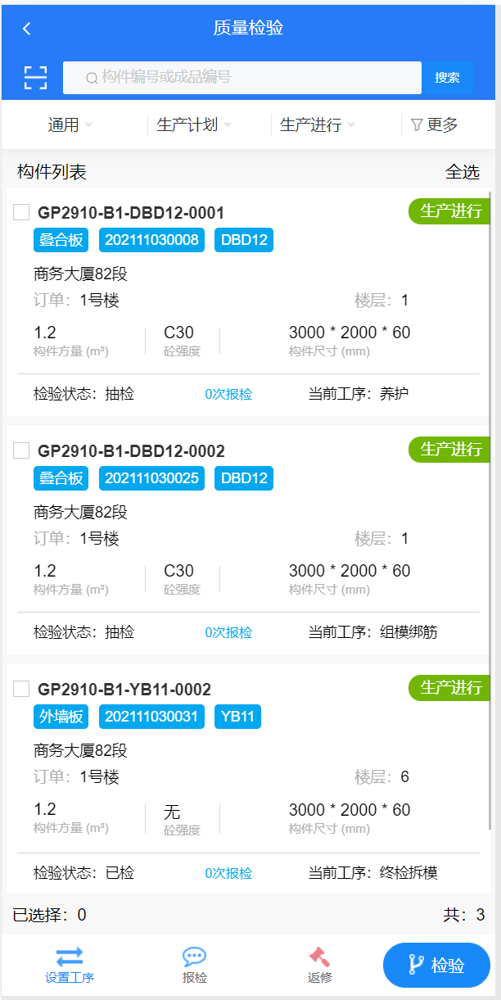 质量检验
构件编号或成品编号 搜索
通用 生产计划 生产进行 更多
构件列表 全选
GP2910-B1-DBD12-0001 生产进行
叠合板 202111030008 DBD12
商务大厦82段
订单: 1号楼 楼层: 1
1.2 C30 3000 * 2000 * 60
构件方量 (m³) 砼强度 构件尺寸 (mm)
检验状态: 抽检 0次报检 当前工序: 养护
GP2910-B1-DBD12-0002 生产进行
叠合板 202111030025 DBD12
商务大厦82段
订单: 1号楼 楼层: 1
1.2 C30 3000 * 2000 * 60
构件方量 (m³) 砼强度 构件尺寸 (mm)
检验状态: 抽检 0次报检 当前工序: 组模绑筋
GP2910-B1-YB11-0002 生产进行
外墙板 202111030031 YB11
商务大厦82段
订单: 1号楼 楼层: 6
1.2 无 3000 * 2000 * 60
构件方量 (m³) 砼强度 构件尺寸 (mm)
检验状态: 已检 0次报检 当前工序: 终检拆模
已选择: 0 共: 3
设置工序 报检 返修 检验